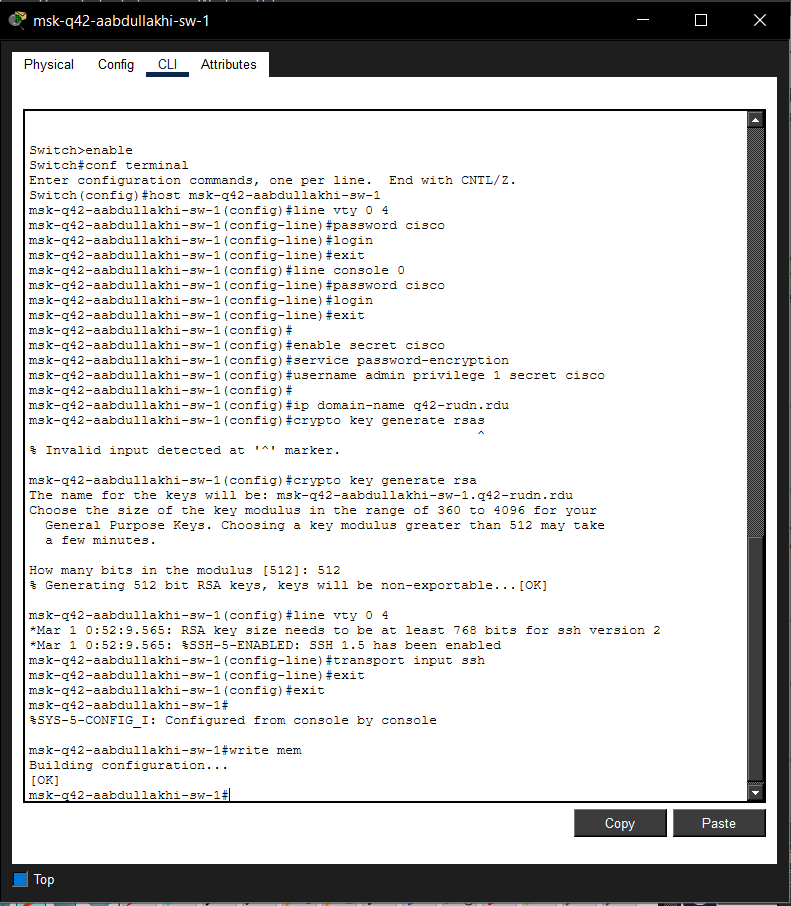 msk-q42-aabdullakhi-sw-1
Physical Config CLI Attributes
Switch>enable
Switch#conf terminal
Enter configuration commands, one per line.  End with CNTL/Z.
Switch(config)#host msk-q42-aabdullakhi-sw-1
msk-q42-aabdullakhi-sw-1(config)#line vty 0 4
msk-q42-aabdullakhi-sw-1(config-line)#password cisco
msk-q42-aabdullakhi-sw-1(config-line)#login
msk-q42-aabdullakhi-sw-1(config-line)#exit
msk-q42-aabdullakhi-sw-1(config)#line console 0
msk-q42-aabdullakhi-sw-1(config-line)#password cisco
msk-q42-aabdullakhi-sw-1(config-line)#login
msk-q42-aabdullakhi-sw-1(config-line)#exit
msk-q42-aabdullakhi-sw-1(config)#
msk-q42-aabdullakhi-sw-1(config)#enable secret cisco
msk-q42-aabdullakhi-sw-1(config)#service password-encryption
msk-q42-aabdullakhi-sw-1(config)#username admin privilege 1 secret cisco
msk-q42-aabdullakhi-sw-1(config)#
msk-q42-aabdullakhi-sw-1(config)#ip domain-name q42-rudn.rdu
msk-q42-aabdullakhi-sw-1(config)#crypto key generate rsas
^
% Invalid input detected at '^' marker.
msk-q42-aabdullakhi-sw-1(config)#crypto key generate rsa
The name for the keys will be: msk-q42-aabdullakhi-sw-1.q42-rudn.rdu
Choose the size of the key modulus in the range of 360 to 4096 for your
General Purpose Keys. Choosing a key modulus greater than 512 may take
a few minutes.
How many bits in the modulus [512]: 512
% Generating 512 bit RSA keys, keys will be non-exportable...[OK]
msk-q42-aabdullakhi-sw-1(config)#line vty 0 4
*Mar 1 0:52:9.565: RSA key size needs to be at least 768 bits for ssh version 2
*Mar 1 0:52:9.565: %SSH-5-ENABLED: SSH 1.5 has been enabled
msk-q42-aabdullakhi-sw-1(config-line)#transport input ssh
msk-q42-aabdullakhi-sw-1(config-line)#exit
msk-q42-aabdullakhi-sw-1(config)#exit
msk-q42-aabdullakhi-sw-1#
%SYS-5-CONFIG_I: Configured from console by console
msk-q42-aabdullakhi-sw-1#write mem
Building configuration...
[OK]
msk-q42-aabdullakhi-sw-1#
Copy Paste
Top